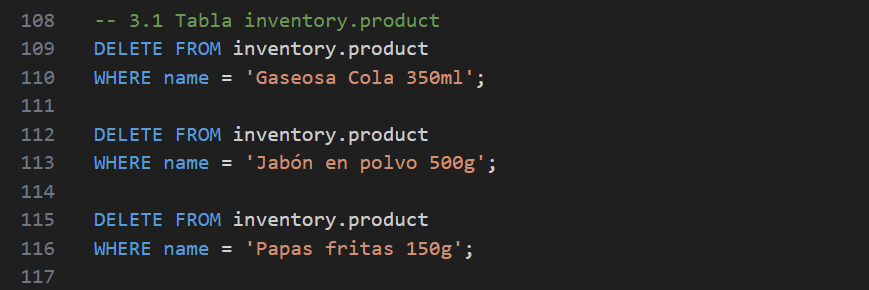 108 -- 3.1 Tabla inventory.product
109 DELETE FROM inventory.product
110 WHERE name = 'Gaseosa Cola 350ml';
111
112 DELETE FROM inventory.product
113 WHERE name = 'Jabón en polvo 500g';
114
115 DELETE FROM inventory.product
116 WHERE name = 'Papas fritas 150g';
117